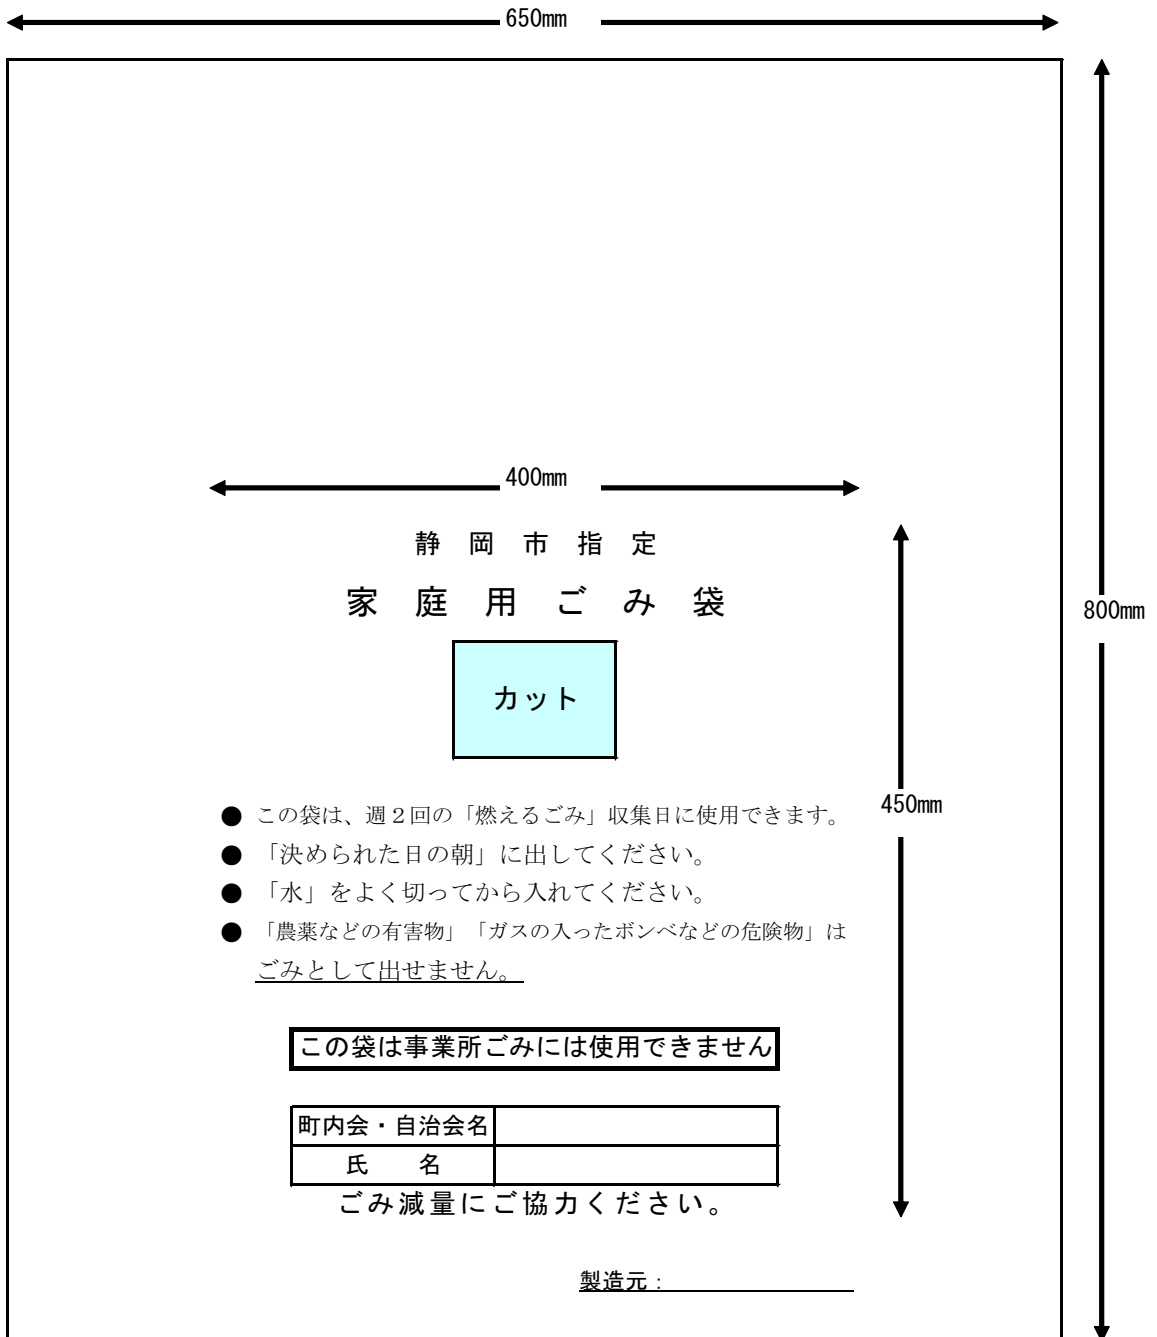 650mm
400mm
静岡市指定
家庭用ごみ袋
800mm
カット
450mm
● この袋は、週２回の「燃えるごみ」収集日に使用できます。
● 「決められた日の朝」に出してください。
● 「水」をよく切ってから入れてください。
● 「農薬などの有害物」「ガスの入ったボンベなどの危険物」は
ごみとして出せません。
この袋は事業所ごみには使用できません
町内会・自治会名
氏　名
ごみ減量にご協力ください。
製造元：